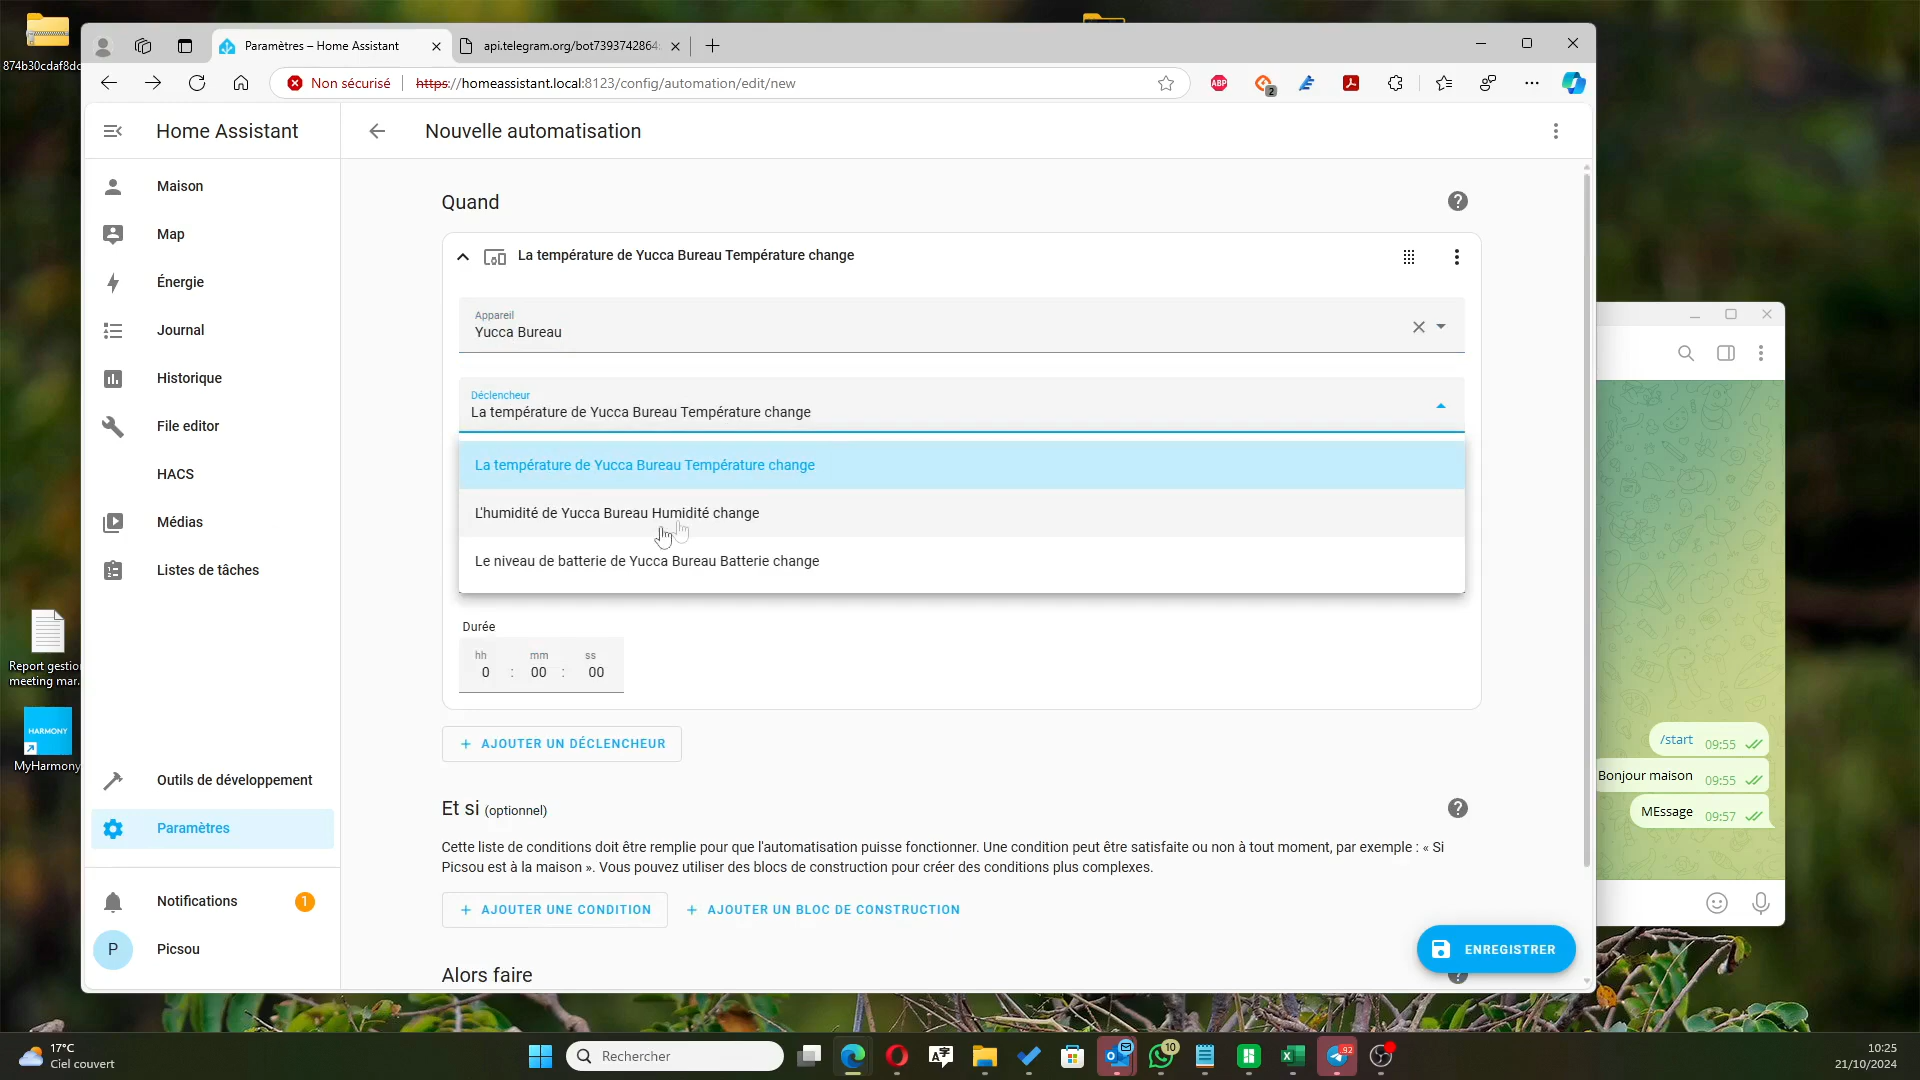 874b30cdaf8dc
Report gestion
meeting mar...
HARMONY
MyHarmony
Paramètres – Home Assistant
api.telegram.org/bot7393742864
Non sécurisé
https://homeassistant.local:8123/config/automation/edit/new
ABP
2
Home Assistant
Nouvelle automatisation
Maison
Map
Énergie
Journal
Historique
File editor
HACS
Médias
Listes de tâches
Outils de développement
Paramètres
Notifications
1
P
Picsou
Quand
La température de Yucca Bureau Température change
Appareil
Yucca Bureau
Déclencheur
La température de Yucca Bureau Température change
La température de Yucca Bureau Température change
L'humidité de Yucca Bureau Humidité change
Le niveau de batterie de Yucca Bureau Batterie change
Durée
hh mm ss
0 : 00 : 00
+ AJOUTER UN DÉCLENCHEUR
Et si (optionnel)
Cette liste de conditions doit être remplie pour que l'automatisation puisse fonctionner. Une condition peut être satisfaite ou non à tout moment, par exemple : « Si
Picsou est à la maison ». Vous pouvez utiliser des blocs de construction pour créer des conditions plus complexes.
+ AJOUTER UNE CONDITION + AJOUTER UN BLOC DE CONSTRUCTION
Alors faire
ENREGISTRER
/start 09:55
Bonjour maison 09:55
MEssage 09:57
17°C
Ciel couvert
Rechercher
10
92
10:25
21/10/2024